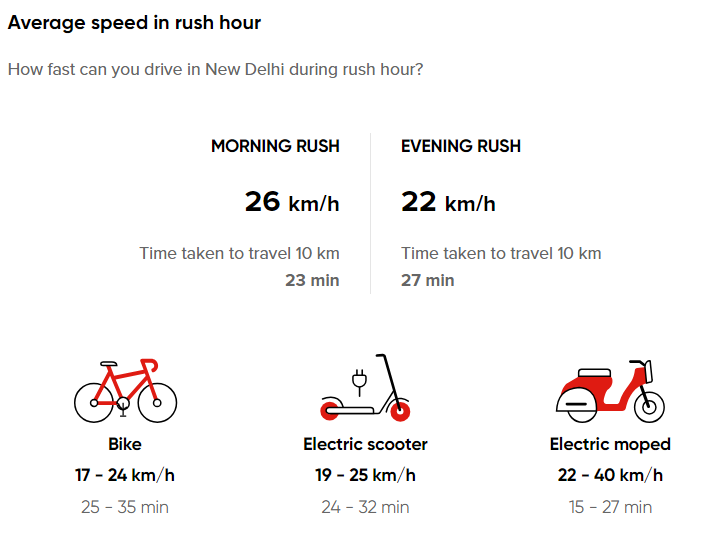 Average speed in rush hour
How fast can you drive in New Delhi during rush hour?
MORNING RUSH
26 km/h
Time taken to travel 10 km
23 min
EVENING RUSH
22 km/h
Time taken to travel 10 km
27 min
Bike
17 - 24 km/h
25 - 35 min
Electric scooter
19 - 25 km/h
24 - 32 min
Electric moped
22 - 40 km/h
15 - 27 min